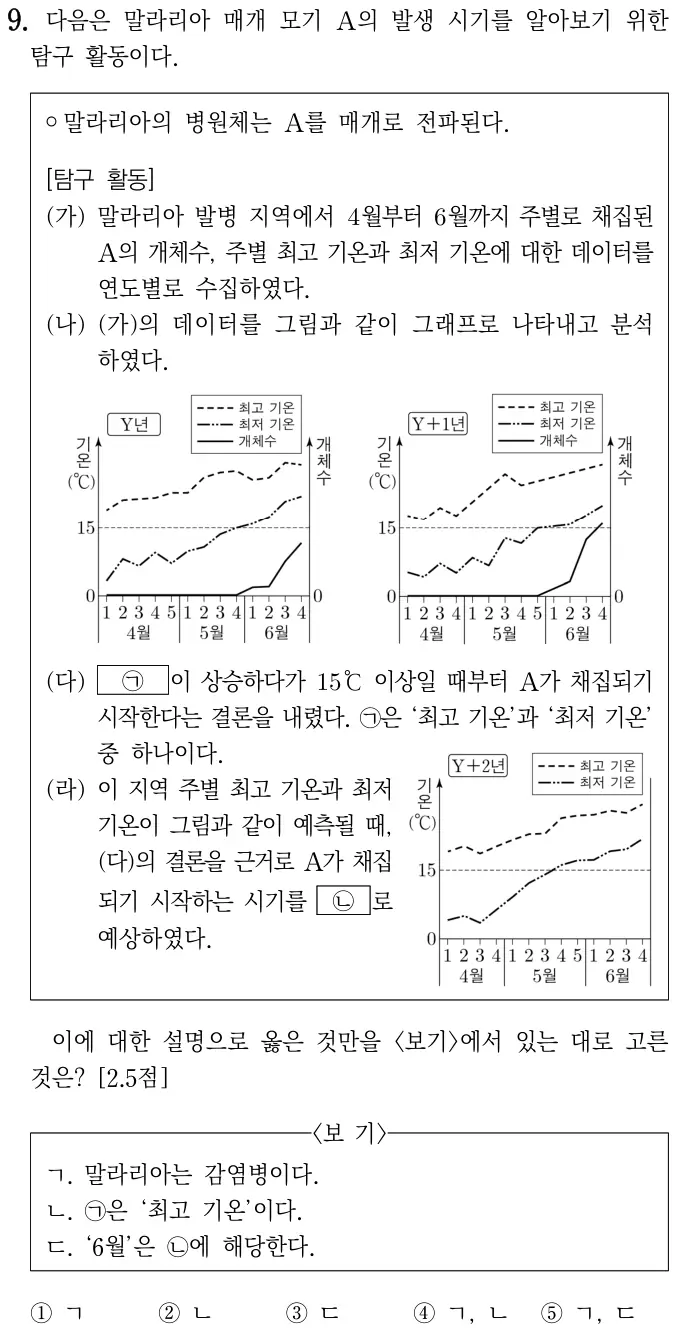 9. 다음은 말라리아 매개 모기 A의 발생 시기를 알아보기 위한
탐구 활동이다.
○ 말라리아의 병원체는 A를 매개로 전파된다.
[탐구 활동]
(가) 말라리아 발병 지역에서 4월부터 6월까지 주별로 채집된
A의 개체수, 주별 최고 기온과 최저 기온에 대한 데이터를
연도별로 수집하였다.
(나) (가)의 데이터를 그림과 같이 그래프로 나타내고 분석
하였다.
Y년
최고 기온
최저 기온
개체수
기온(℃)
개체수
15
0 0
1 2 3 4 5 1 2 3 4 1 2 3 4
4월 5월 6월
Y+1년
최고 기온
최저 기온
개체수
기온(℃)
개체수
15
0 0
1 2 3 4 1 2 3 4 5 1 2 3 4
4월 5월 6월
(다) ㉠ 이 상승하다가 15℃ 이상일 때부터 A가 채집되기
시작한다는 결론을 내렸다. ㉠은 ‘최고 기온’과 ‘최저 기온’
중 하나이다.
(라) 이 지역 주별 최고 기온과 최저
기온이 그림과 같이 예측될 때,
(다)의 결론을 근거로 A가 채집
되기 시작하는 시기를 ㉡ 로
예상하였다.
Y+2년
최고 기온
최저 기온
기온(℃)
15
0
1 2 3 4 1 2 3 4 5 1 2 3 4
4월 5월 6월
이에 대한 설명으로 옳은 것만을 〈보기〉에서 있는 대로 고른
것은? [2.5점]
〈보 기〉
ㄱ. 말라리아는 감염병이다.
ㄴ. ㉠은 ‘최고 기온’이다.
ㄷ. ‘6월’은 ㉡에 해당한다.
① ㄱ ② ㄴ ③ ㄷ ④ ㄱ, ㄴ ⑤ ㄱ, ㄷ